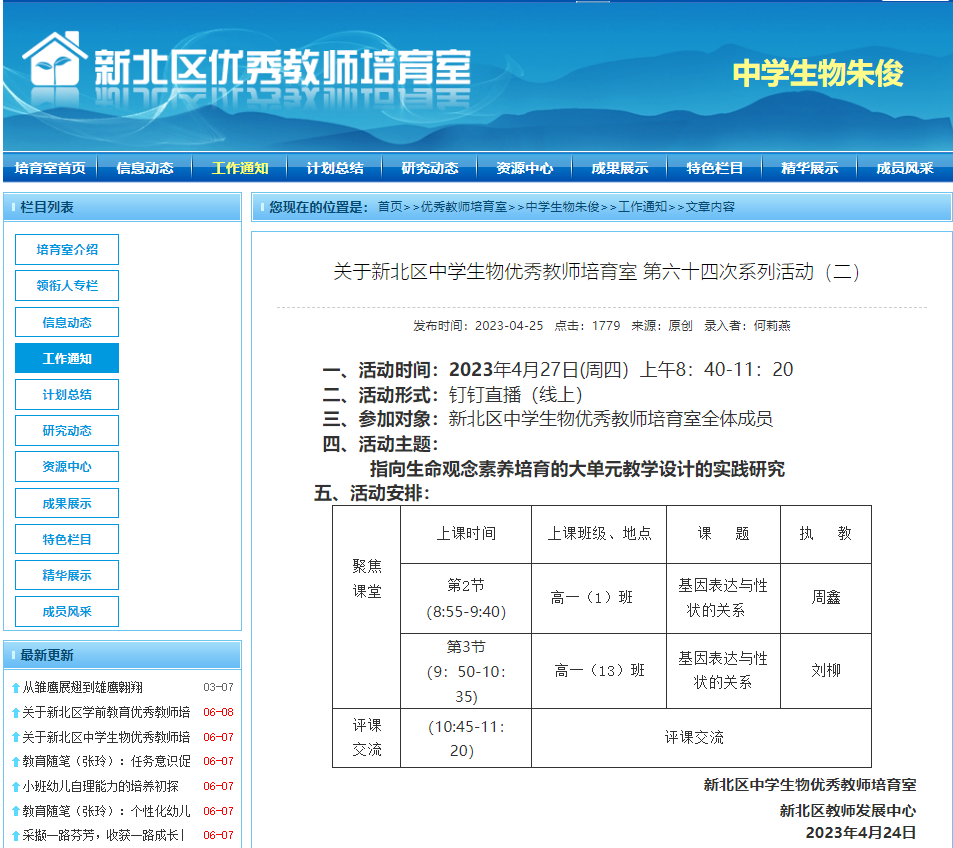 新北区优秀教师培育室
中学生物朱俊
培育室首页 信息动态 工作通知 计划总结 研究动态 资源中心 成果展示 特色栏目 精华展示 成员风采
栏目列表
培育室介绍
领衔人专栏
信息动态
工作通知
计划总结
研究动态
资源中心
成果展示
特色栏目
精华展示
成员风采
最新更新
从雏鹰展翅到雄鹰翱翔 03-07
关于新北区学前教育优秀教师培 06-08
关于新北区中学生物优秀教师培 06-07
教育随笔（张玲）：任务意识促 06-07
小班幼儿自理能力的培养初探 06-07
教育随笔（张玲）：个性化幼儿 06-07
采撷一路芬芳，收获一路成长| 06-07
您现在的位置是：首页>>优秀教师培育室>>中学生物朱俊>>工作通知>>文章内容
关于新北区中学生物优秀教师培育室 第六十四次系列活动（二）
发布时间：2023-04-25 点击：1779 来源：原创 录入者：何莉燕
一、活动时间：2023年4月27日(周四）上午8：40-11：20
二、活动形式：钉钉直播（线上）
三、参加对象：新北区中学生物优秀教师培育室全体成员
四、活动主题：
指向生命观念素养培育的大单元教学设计的实践研究
五、活动安排：
聚焦
课堂
上课时间 上课班级、地点 课 题 执 教
第2节
(8:55-9:40)
高一（1）班
基因表达与性
状的关系
周鑫
第3节
(9：50-10：
35)
高一（13）班
基因表达与性
状的关系
刘柳
评课
交流
(10:45-11：
20)
评课交流
新北区中学生物优秀教师培育室
新北区教师发展中心
2023年4月24日